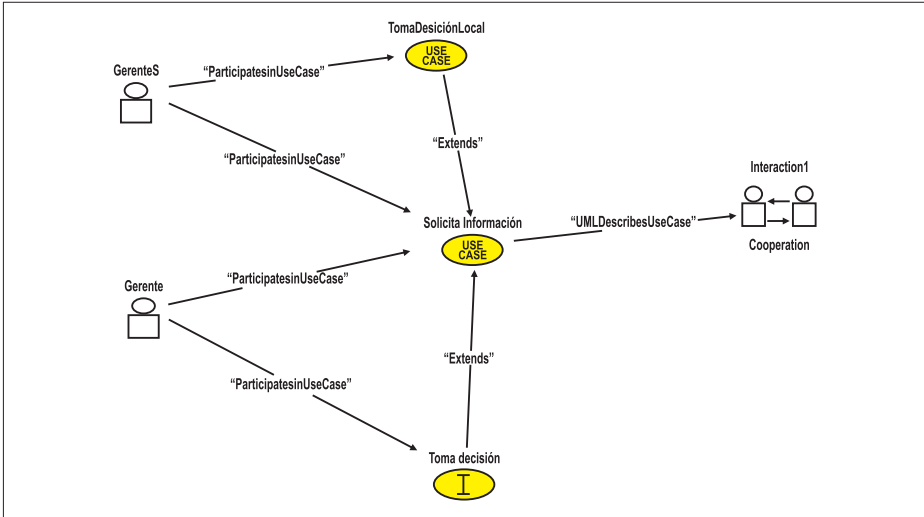 TomaDesiciónLocal
USE
CASE
GerenteS
“ParticipatesinUseCase”
“Extends”
“ParticipatesinUseCase”
Interaction1
Solicita Información
“UMLDescribesUseCase”
USE
CASE
Cooperation
“ParticipatesinUseCase”
Gerente
“Extends”
“ParticipatesinUseCase”
Toma decisión